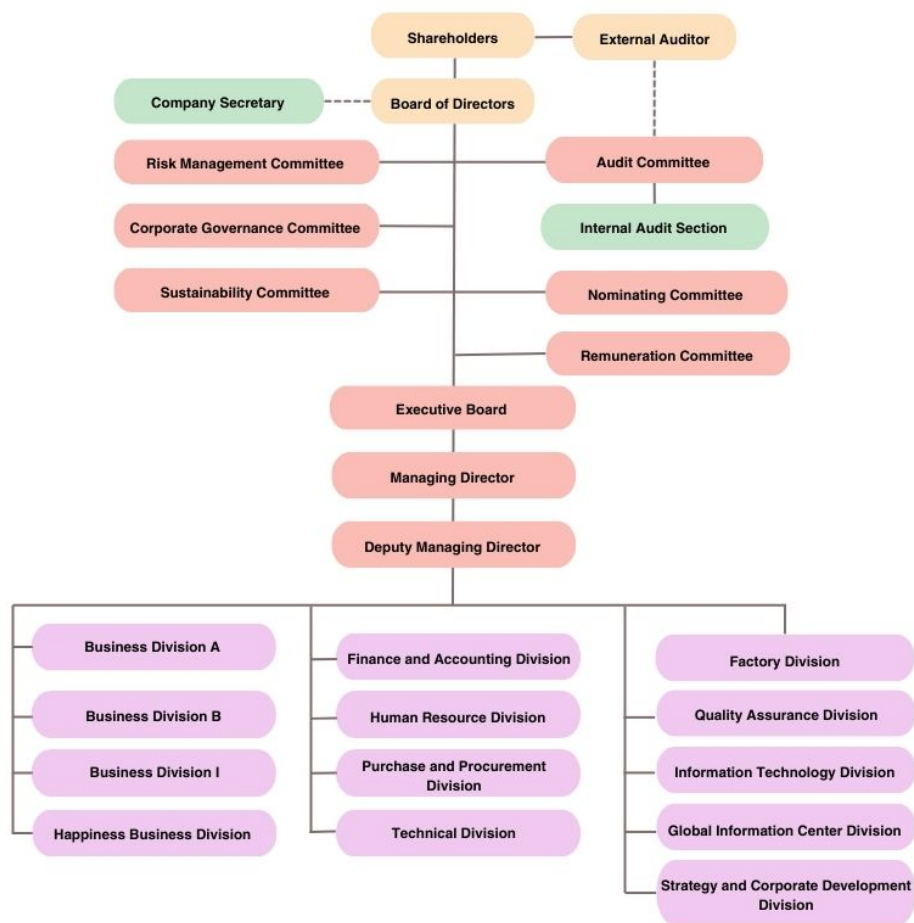 Shareholders
External Auditor
Company Secretary
Board of Directors
Risk Management Committee
Audit Committee
Corporate Governance Committee
Internal Audit Section
Sustainability Committee
Nominating Committee
Remuneration Committee
Executive Board
Managing Director
Deputy Managing Director
Business Division A
Business Division B
Business Division I
Happiness Business Division
Finance and Accounting Division
Human Resource Division
Purchase and Procurement
Division
Technical Division
Factory Division
Quality Assurance Division
Information Technology Division
Global Information Center Division
Strategy and Corporate Development
Division